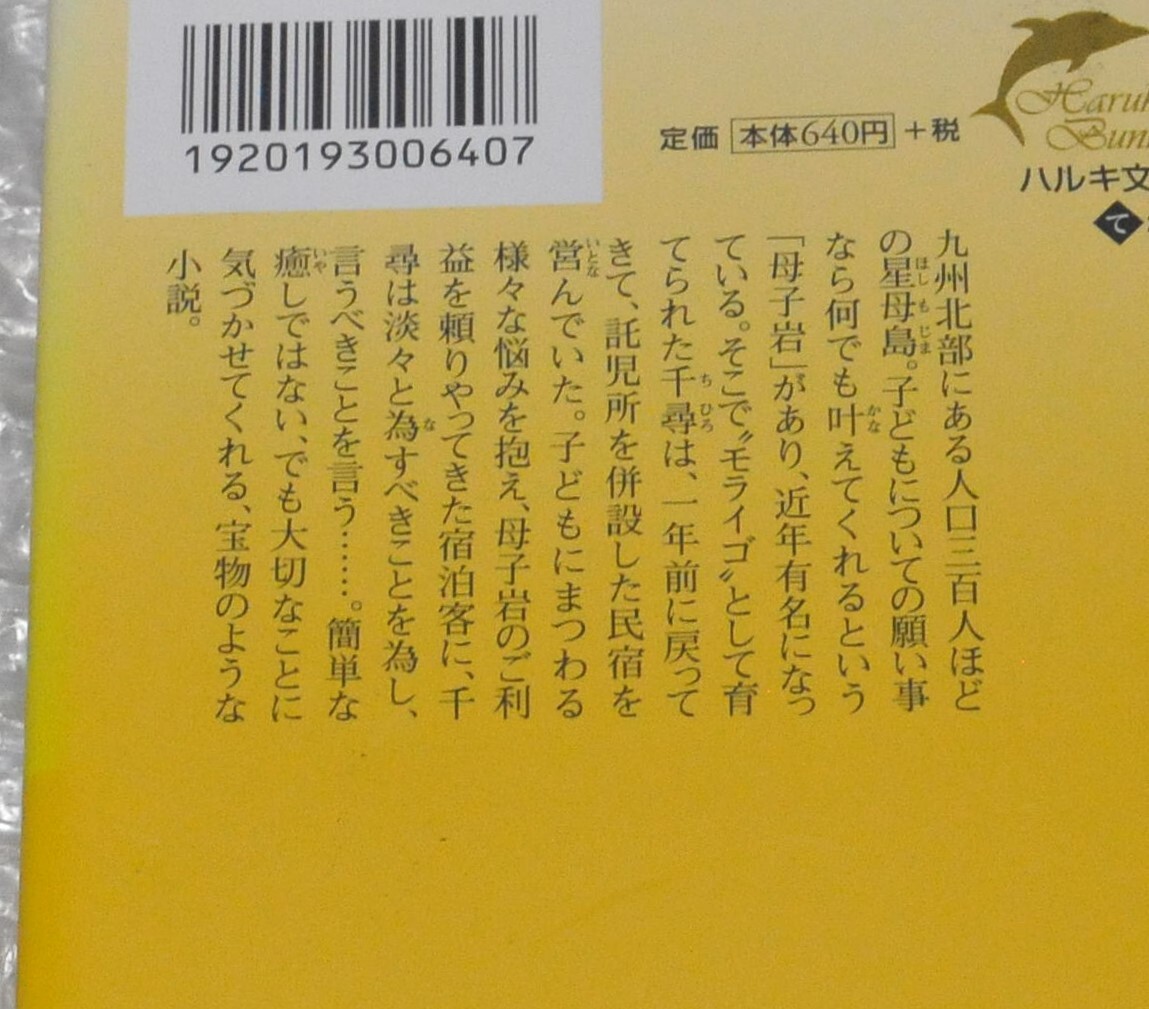 1920193006407
定価 本体640円 +税
Haruk
Bun
ハルキ文
て
九州北部にある人口三百人ほど
の星母島。子どもについての願い事
なら何でも叶えてくれるという
「母子岩」があり、近年有名になっ
ている。そこで〝モライゴ〟として育
てられた千尋は、一年前に戻って
きて、託児所を併設した民宿を
営んでいた。子どもにまつわる
様々な悩みを抱え、母子岩のご利
益を頼りやってきた宿泊客に、千
尋は淡々と為すべきことを為し、
言うべきことを言う……。簡単な
癒しではない、でも大切なことに
気づかせてくれる、宝物のような
小説。